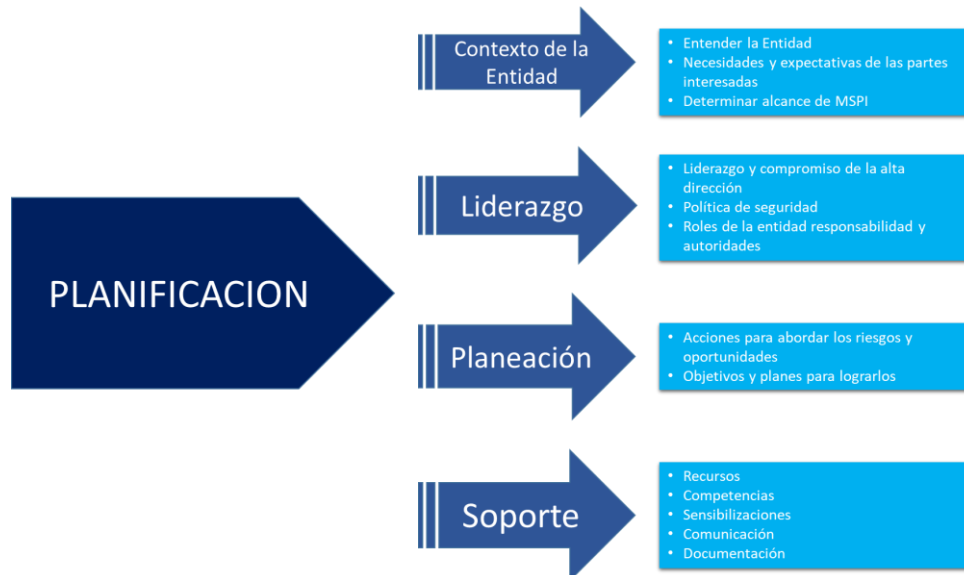 PLANIFICACION
Contexto de la
Entidad
• Entender la Entidad
• Necesidades y expectativas de las partes
interesadas
• Determinar alcance de MSPI
Liderazgo
• Liderazgo y compromiso de la alta
dirección
• Política de seguridad
• Roles de la entidad responsabilidad y
autoridades
Planeación
• Acciones para abordar los riesgos y
oportunidades
• Objetivos y planes para lograrlos
Soporte
• Recursos
• Competencias
• Sensibilizaciones
• Comunicación
• Documentación